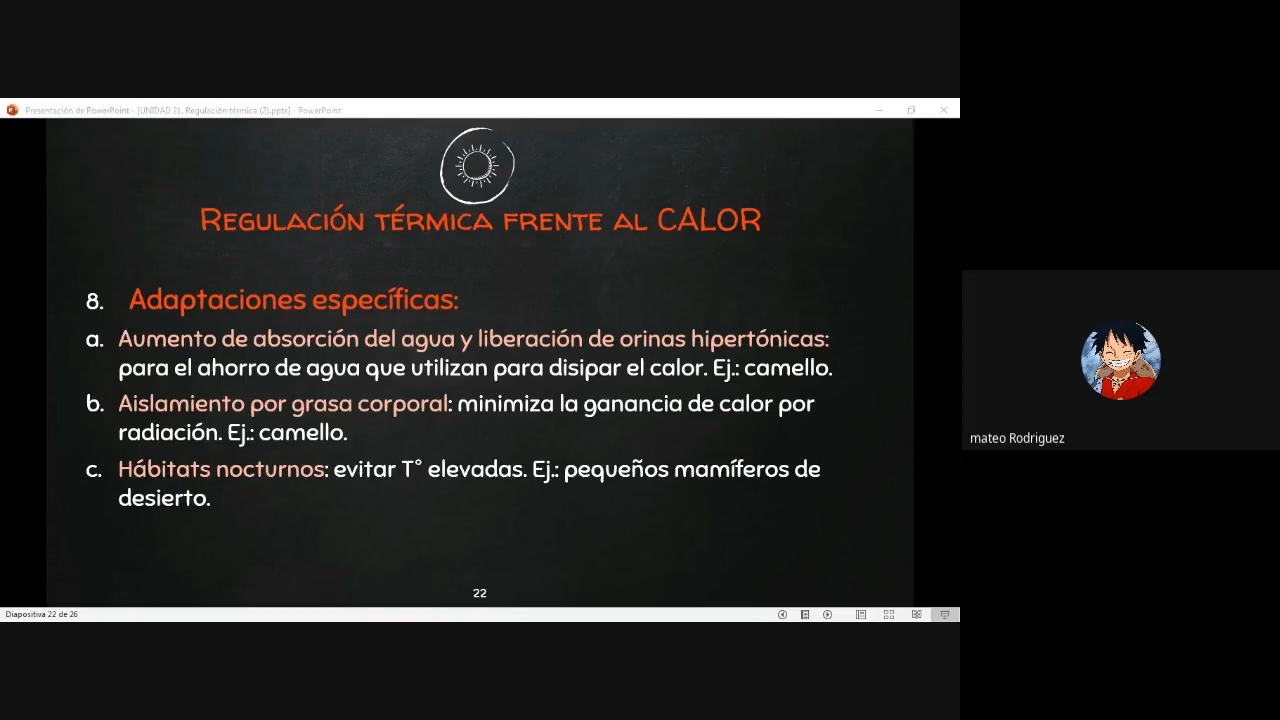 Presentación de PowerPoint - [UNIDAD 21. Regulación térmica (2).pptx] - PowerPoint
Regulación térmica frente al CALOR
8. Adaptaciones específicas:
a. Aumento de absorción del agua y liberación de orinas hipertónicas:
para el ahorro de agua que utilizan para disipar el calor. Ej.: camello.
b. Aislamiento por grasa corporal: minimiza la ganancia de calor por
radiación. Ej.: camello.
c. Hábitats nocturnos: evitar T° elevadas. Ej.: pequeños mamíferos de
desierto.
22
Diapositiva 22 de 26
mateo Rodriguez